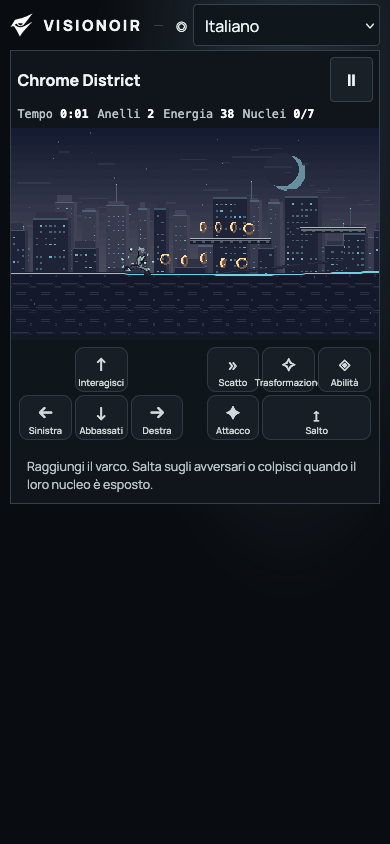 VISIONOIR
Italiano
Chrome District
Tempo 0:01 Anelli 2 Energia 38 Nuclei 0/7
Interagisci
Scatto
Trasformazion
Abilità
Sinistra
Abbassati
Destra
Attacco
Salto
Raggiungi il varco. Salta sugli avversari o colpisci quando il
loro nucleo è esposto.